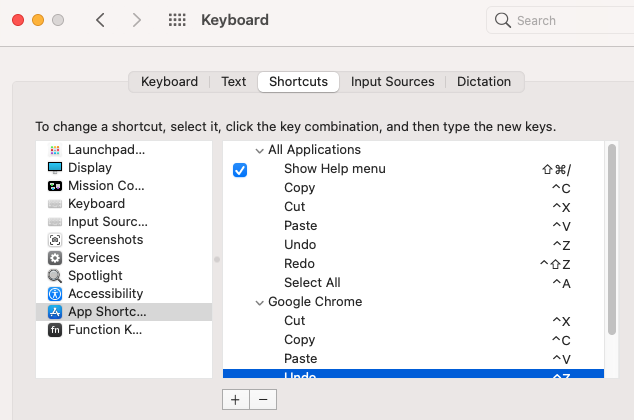 Keyboard
Search
Keyboard Text Shortcuts Input Sources Dictation
To change a shortcut, select it, click the key combination, and then type the new keys.
Launchpad...
Display
Mission Co...
Keyboard
Input Sourc...
Screenshots
Services
Spotlight
Accessibility
App Shortc...
fn Function K...
All Applications
Show Help menu ⇧⌘/
Copy ^C
Cut ^X
Paste ^V
Undo ^Z
Redo ^⇧Z
Select All ^A
Google Chrome
Cut ^X
Copy ^C
Paste ^V
Undo ^Z
+ −